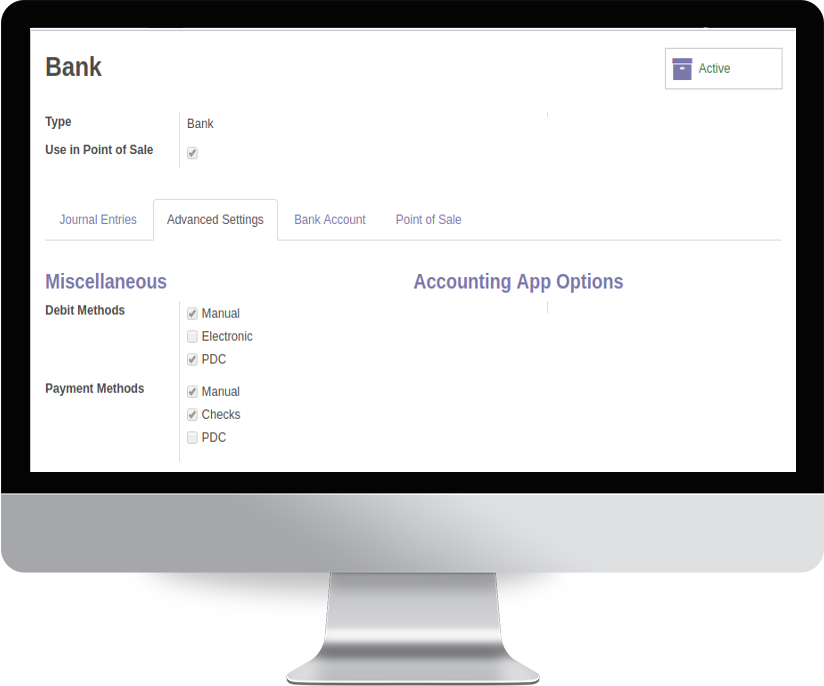 Bank
Active
Type
Bank
Use in Point of Sale
Journal Entries
Advanced Settings
Bank Account
Point of Sale
Miscellaneous
Accounting App Options
Debit Methods
Manual
Electronic
PDC
Payment Methods
Manual
Checks
PDC